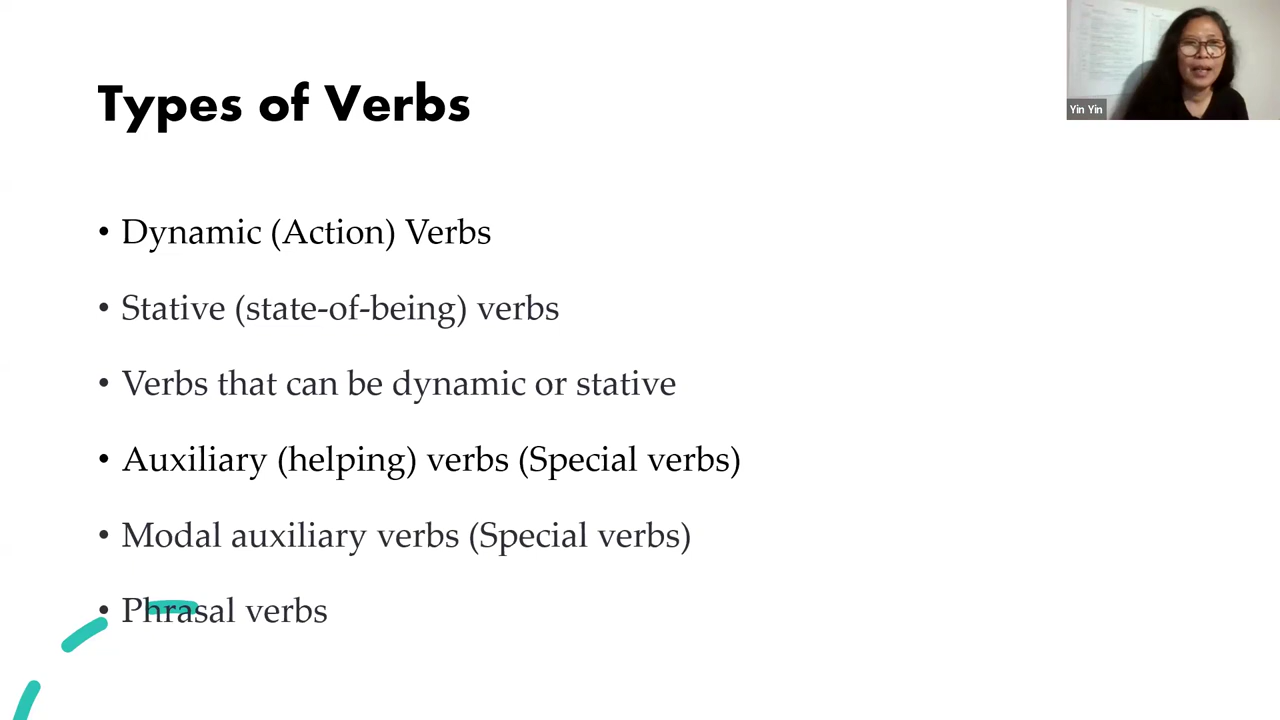 Types of Verbs
Yin Yin
• Dynamic (Action) Verbs
• Stative (state-of-being) verbs
• Verbs that can be dynamic or stative
• Auxiliary (helping) verbs (Special verbs)
• Modal auxiliary verbs (Special verbs)
• Phrasal verbs